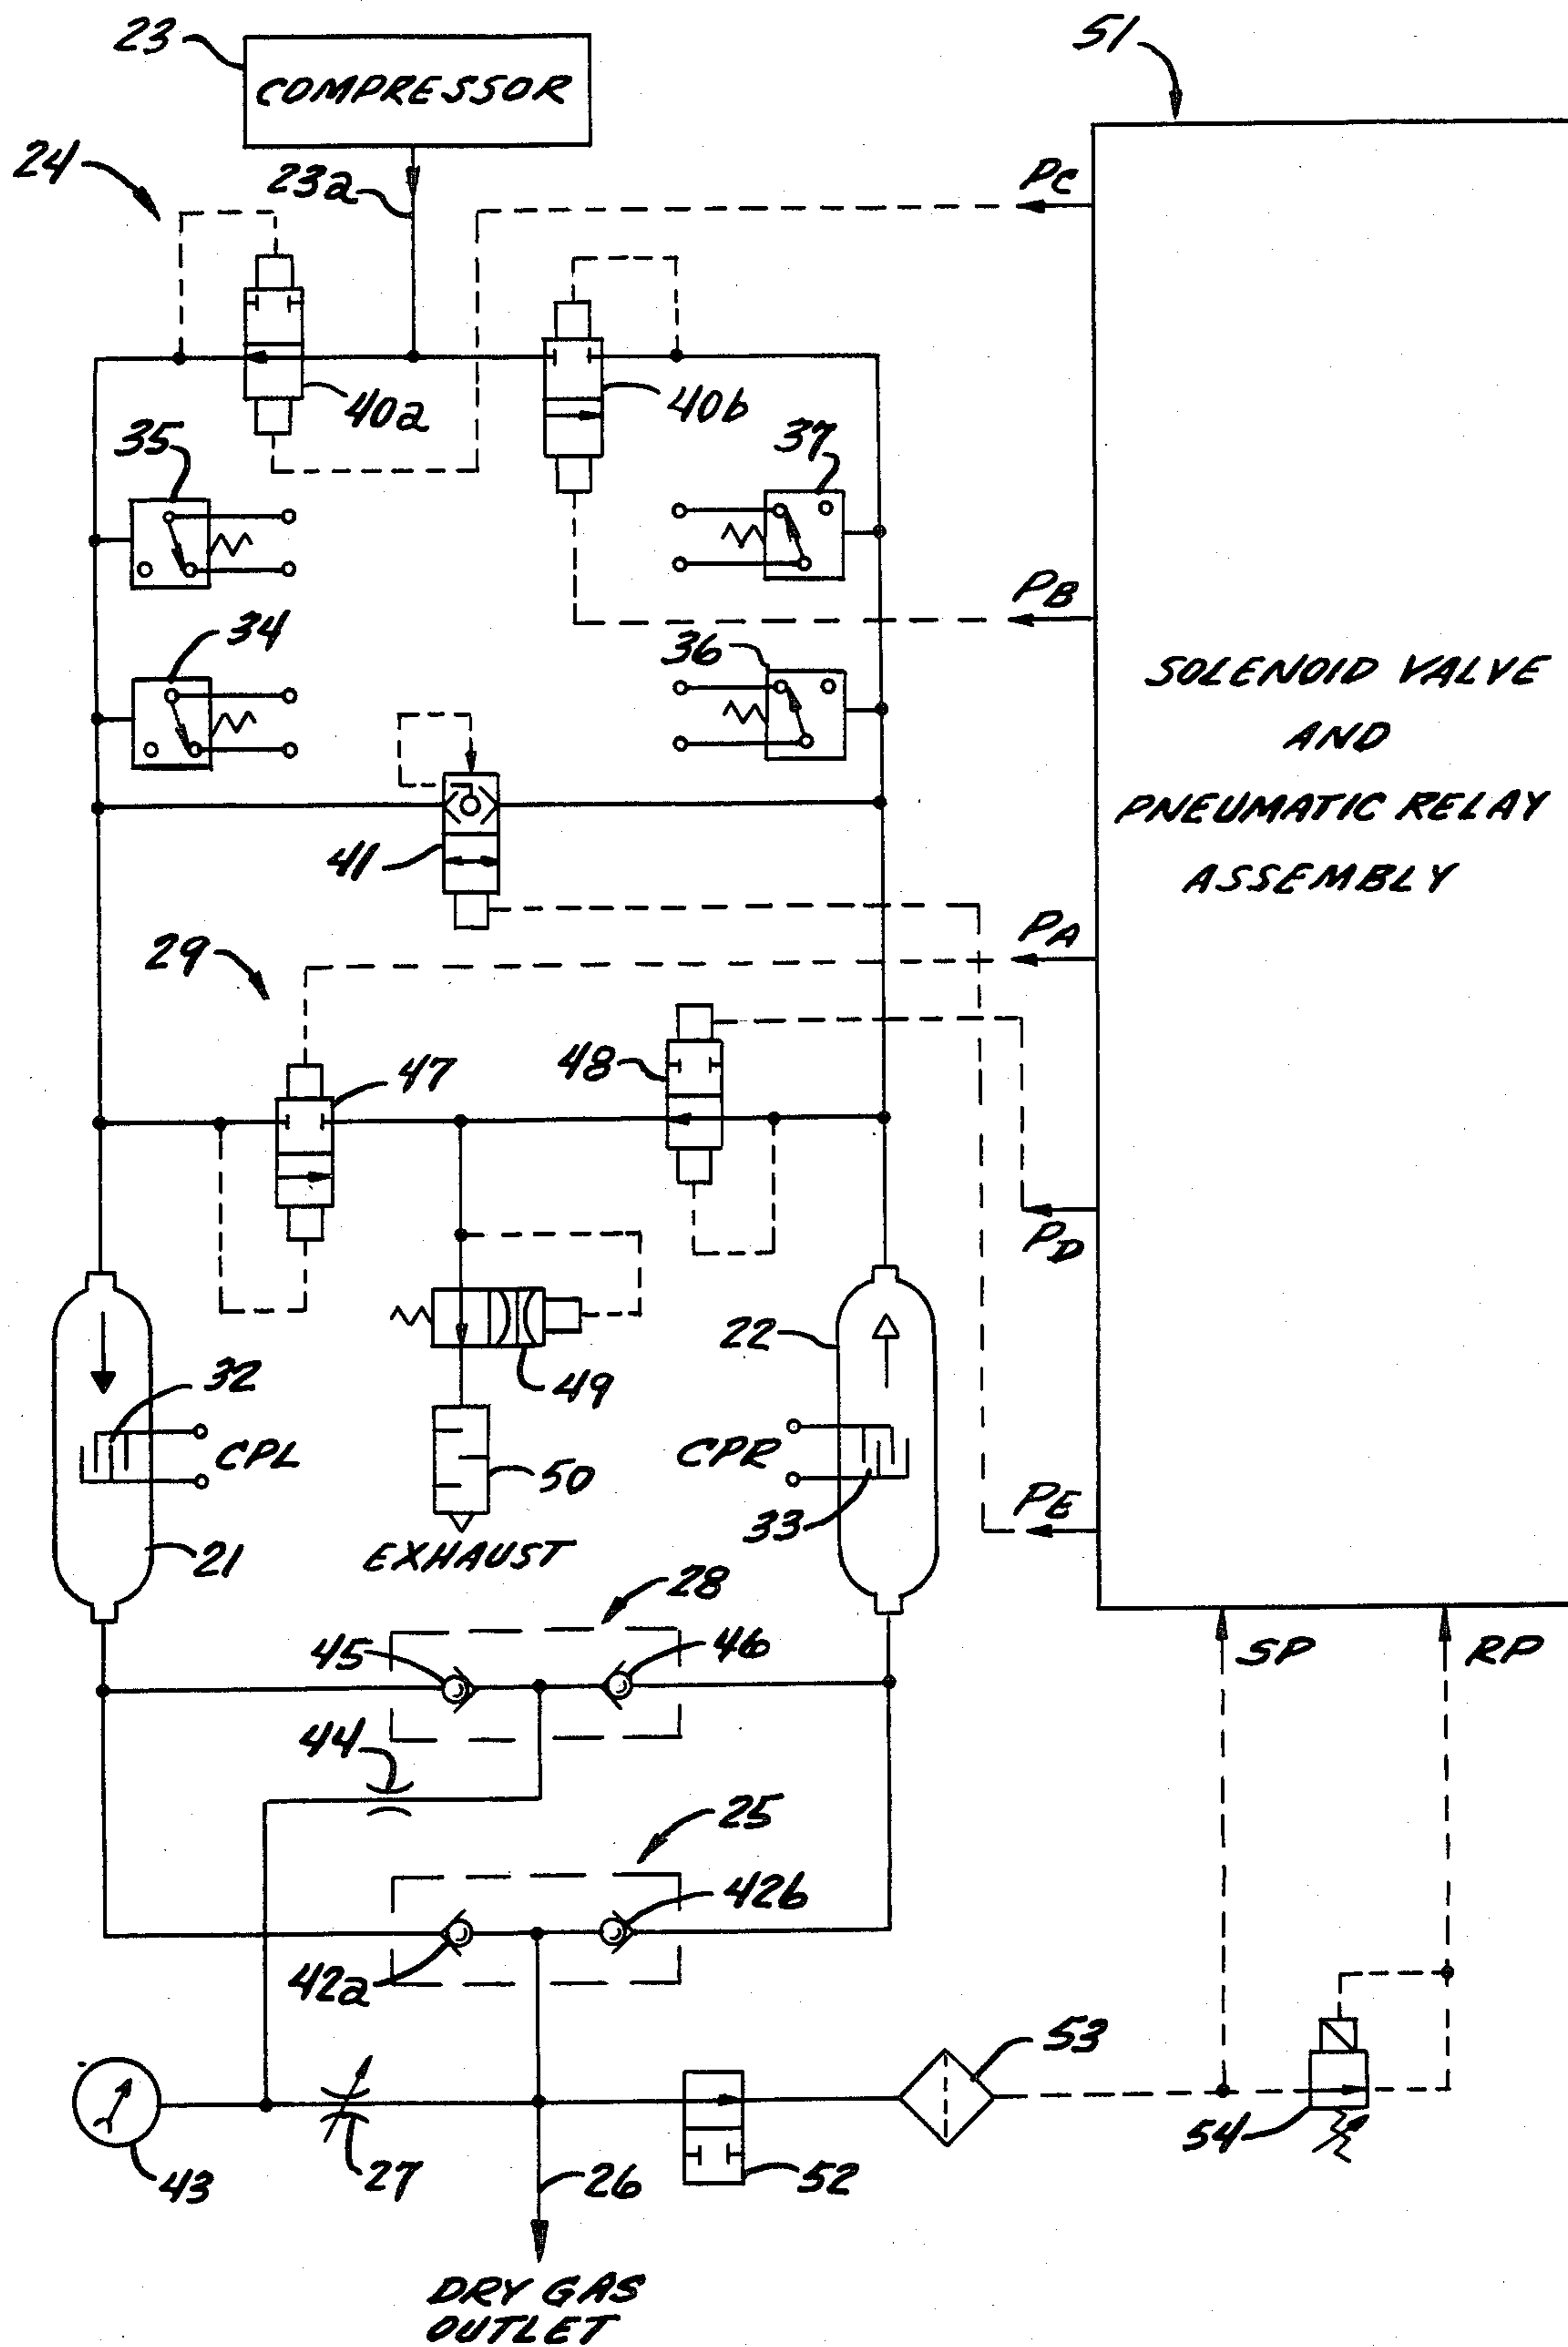 51
23
COMPRESSOR
24
23a
PC
40a
40b
35
37
PB
34
36
SOLENOID VALVE
AND
PNEUMATIC RELAY
ASSEMBLY
41
PA
29
47
48
PD
22
32
49
CPL
CPR
50
PE
33
21
EXHAUST
28
45
46
SP
RP
44
25
42b
42a
53
54
43
27
26
52
DRY GAS
OUTLET